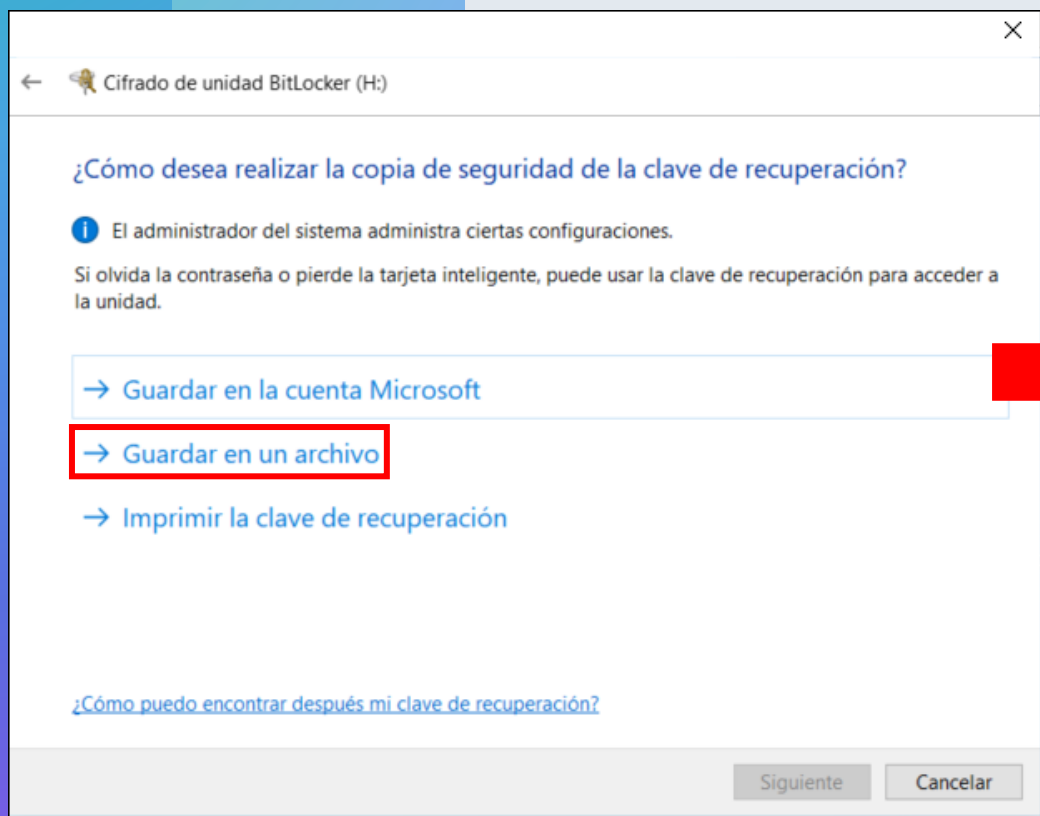 Cifrado de unidad BitLocker (H:)
¿Cómo desea realizar la copia de seguridad de la clave de recuperación?
El administrador del sistema administra ciertas configuraciones.
Si olvida la contraseña o pierde la tarjeta inteligente, puede usar la clave de recuperación para acceder a
la unidad.
Guardar en la cuenta Microsoft
Guardar en un archivo
Imprimir la clave de recuperación
¿Cómo puedo encontrar después mi clave de recuperación?
Siguiente
Cancelar